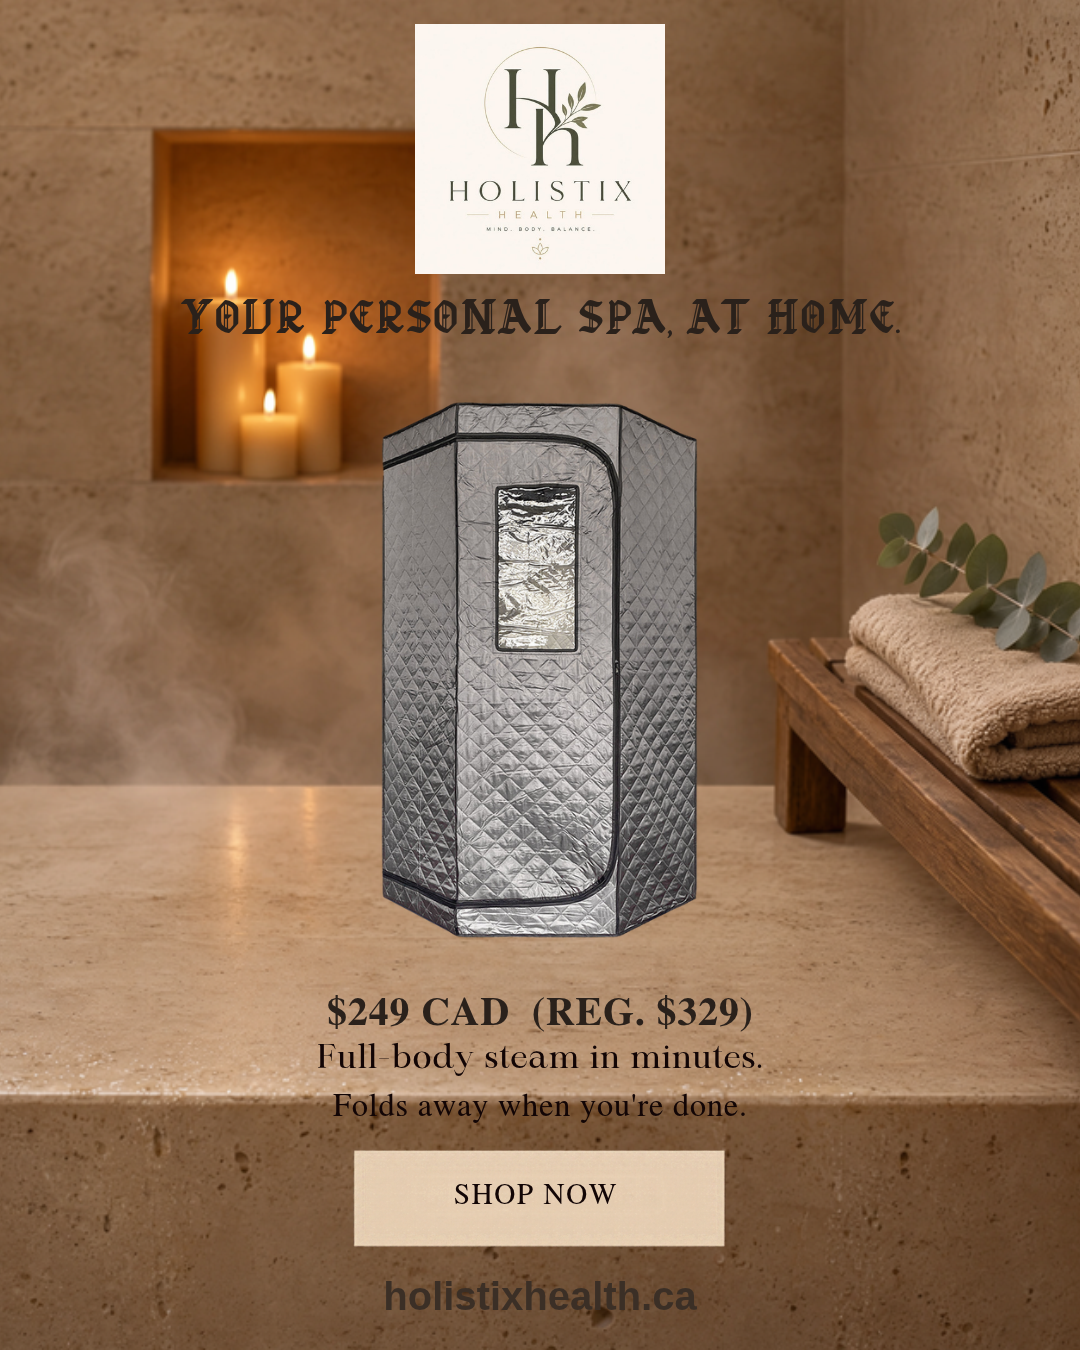 Hh
HOLISTIX
HEALTH
MIND. BODY. BALANCE.
YOUR PERSONAL SPA, AT HOME.
$249 CAD (REG. $329)
Full-body steam in minutes.
Folds away when you're done.
SHOP NOW
holistixhealth.ca